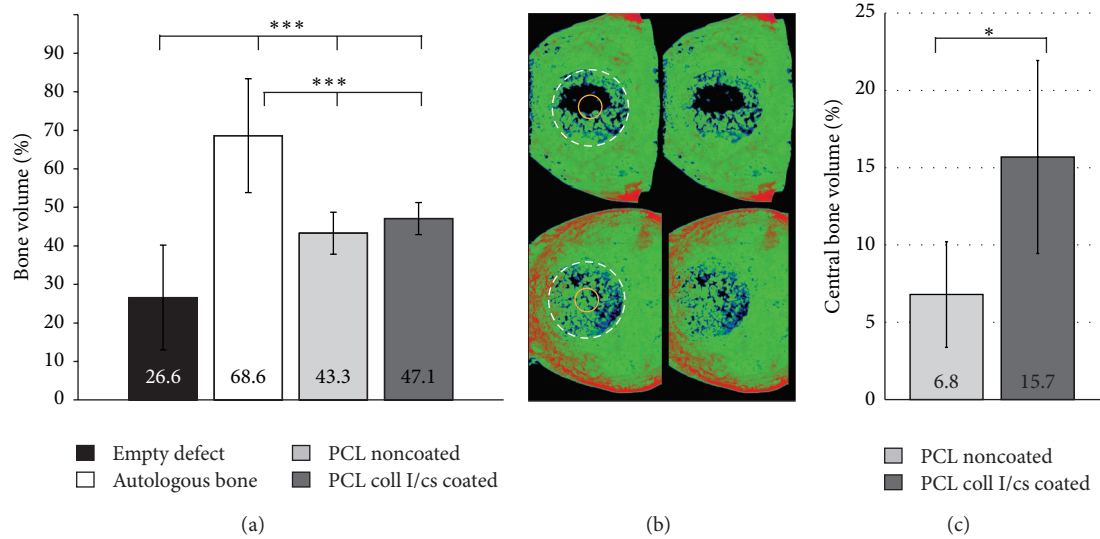 ***
***
Bone volume (%)
90
80
70
60
50
40
30
20
10
0
26.6
68.6
43.3
47.1
Empty defect
Autologous bone
PCL noncoated
PCL coll I/cs coated
(a)
(b)
*
Central bone volume (%)
25
20
15
10
5
0
6.8
15.7
PCL noncoated
PCL coll I/cs coated
(c)